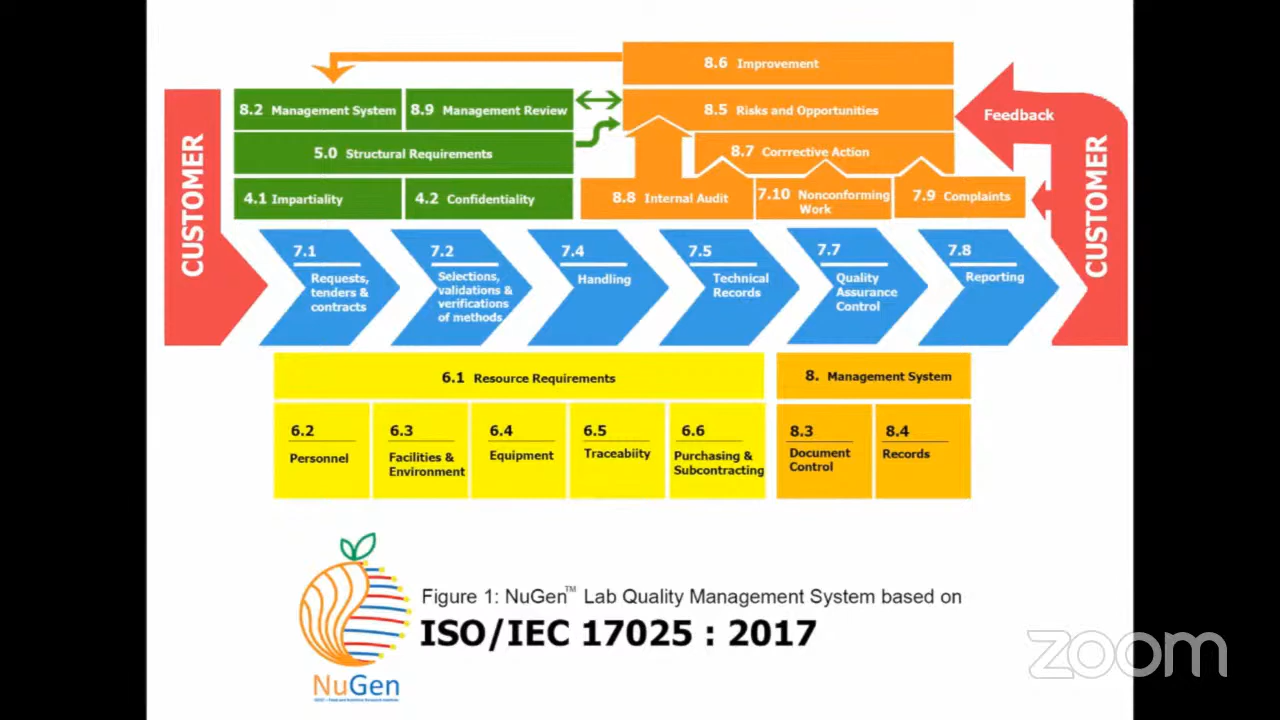 8.6 Improvement
8.2 Management System
8.9 Management Review
8.5 Risks and Opportunities
Feedback
5.0 Structural Requirements
8.7 Corrrective Action
4.1 Impartiality
4.2 Confidentiality
8.8 Internal Audit
7.10 Nonconforming
Work
7.9 Complaints
CUSTOMER
CUSTOMER
7.1
Requests,
tenders &
contracts
7.2
Selections,
validations &
verifications
of methods
7.4
Handling
7.5
Technical
Records
7.7
Quality
Assurance
Control
7.8
Reporting
6.1 Resource Requirements
8. Management System
6.2
Personnel
6.3
Facilities &
Environment
6.4
Equipment
6.5
Traceabiity
6.6
Purchasing &
Subcontracting
8.3
Document
Control
8.4
Records
Figure 1: NuGen™ Lab Quality Management System based on
ISO/IEC 17025 : 2017
NuGen
zoom